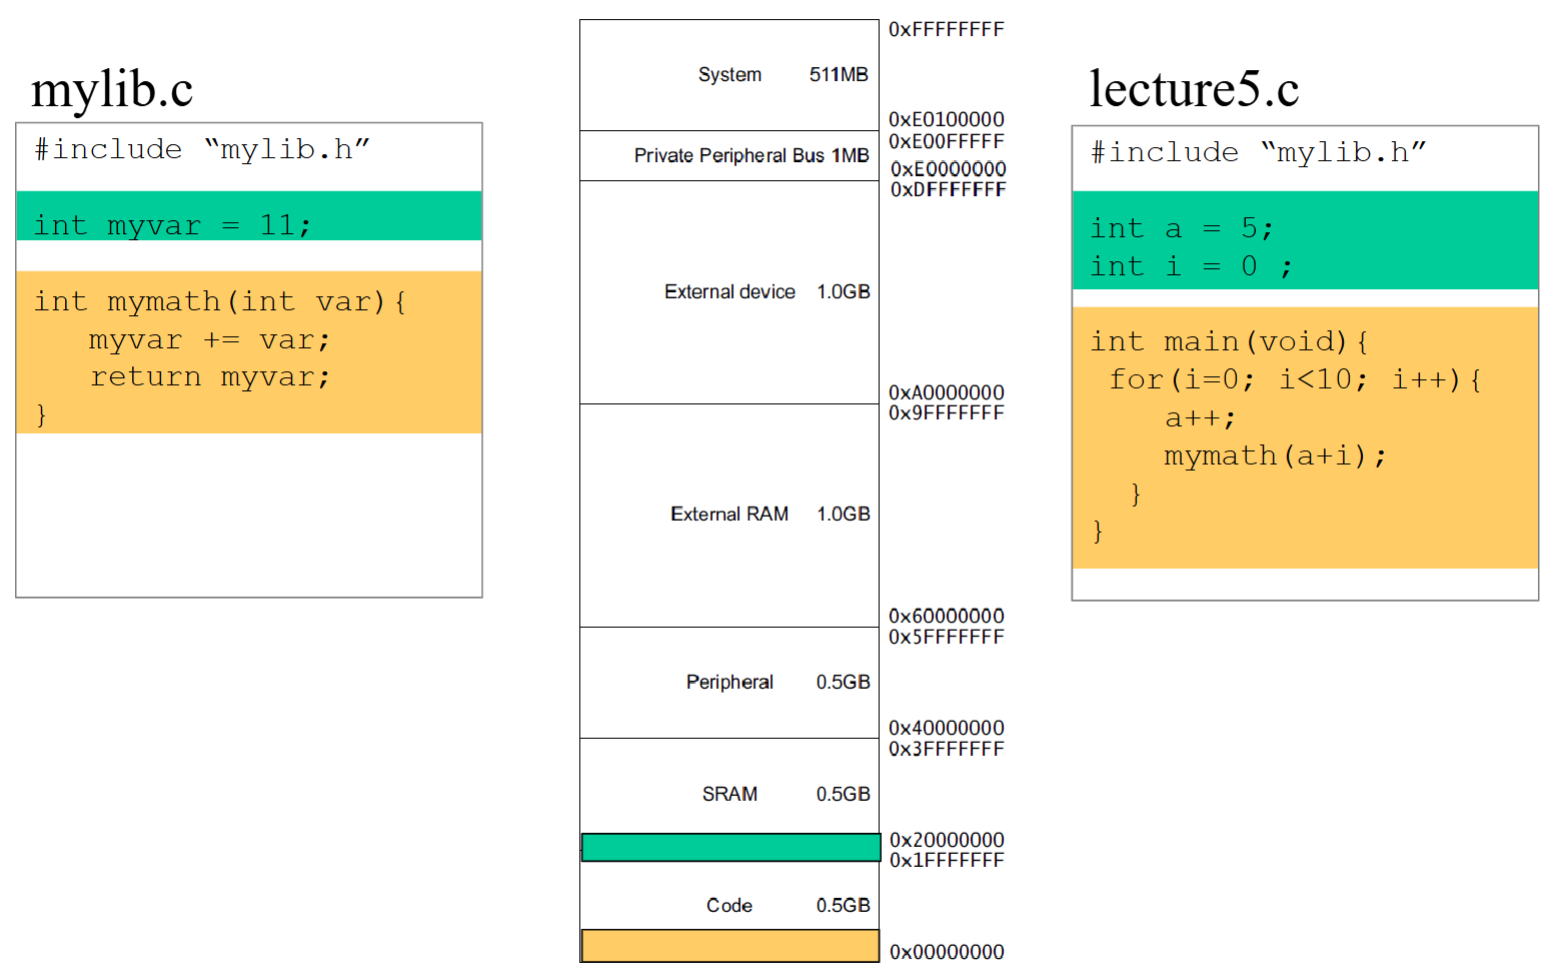 mylib.c
#include “mylib.h”
int myvar = 11;
int mymath(int var){
myvar += var;
return myvar;
}
0xFFFFFFFF
System 511MB
0xE0100000
0xE00FFFFF
Private Peripheral Bus 1MB
0xE0000000
0xDFFFFFFF
External device 1.0GB
0xA0000000
0x9FFFFFFF
External RAM 1.0GB
0x60000000
0x5FFFFFFF
Peripheral 0.5GB
0x40000000
0x3FFFFFFF
SRAM 0.5GB
0x20000000
0x1FFFFFFF
Code 0.5GB
0x00000000
lecture5.c
#include “mylib.h”
int a = 5;
int i = 0 ;
int main(void){
for(i=0; i<10; i++){
a++;
mymath(a+i);
}
}